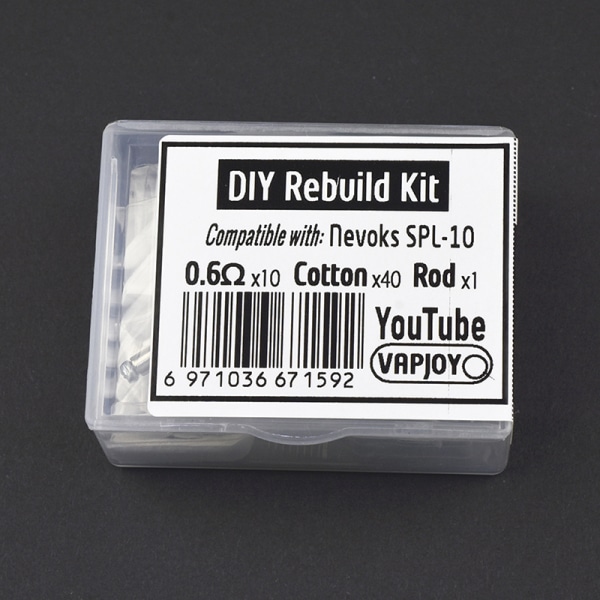 DIY Rebuild Kit
Compatible with: nevoks SPL-10
0.6Ω x10 Cotton x40 Rod x1
YouTube
VAPJOY
6 971036 671592